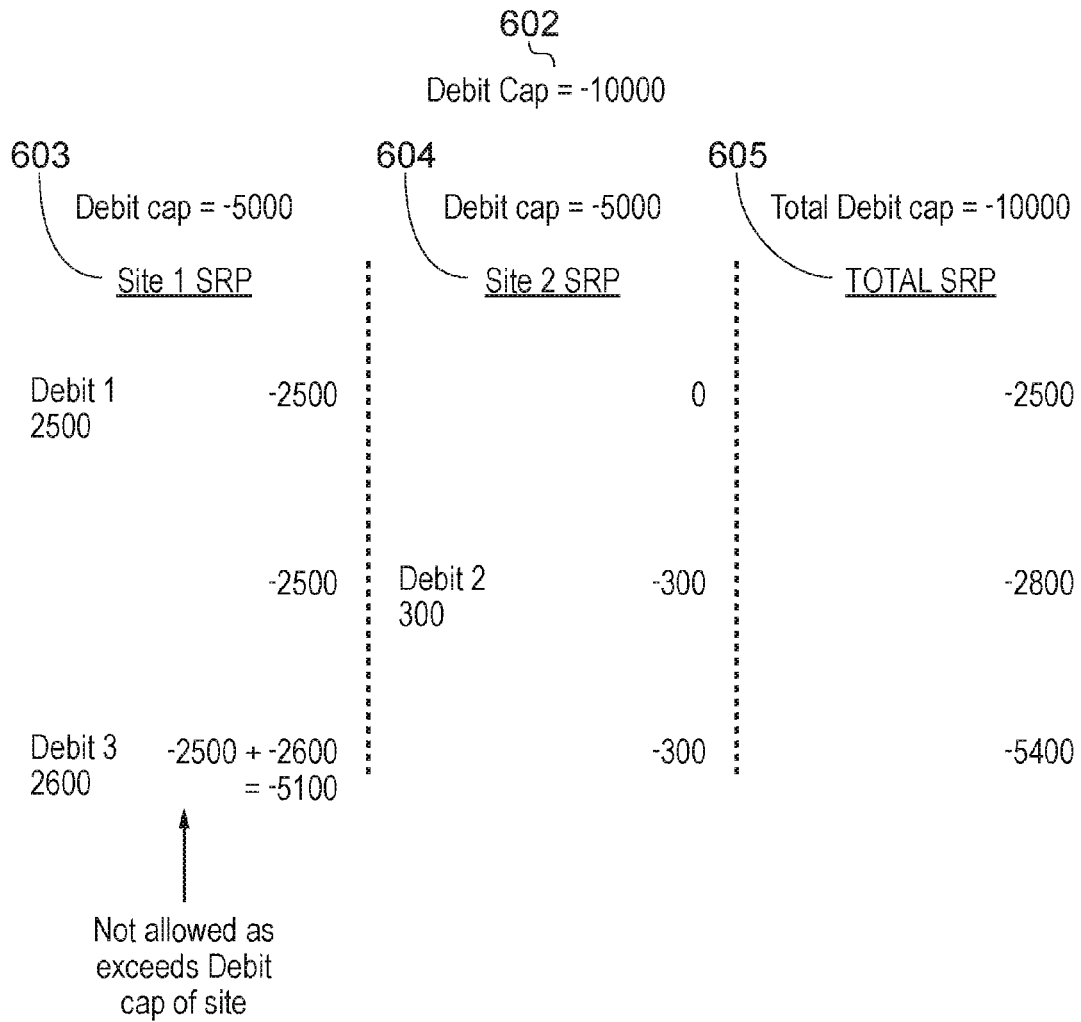 602
Debit Cap = -10000
603
604
605
Debit cap = -5000
Debit cap = -5000
Total Debit cap = -10000
Site 1 SRP
Site 2 SRP
TOTAL SRP
Debit 1
2500
-2500
0
-2500
-2500
Debit 2
300
-300
-2800
Debit 3
2600
-2500 + -2600
= -5100
-300
-5400
Not allowed as
exceeds Debit
cap of site